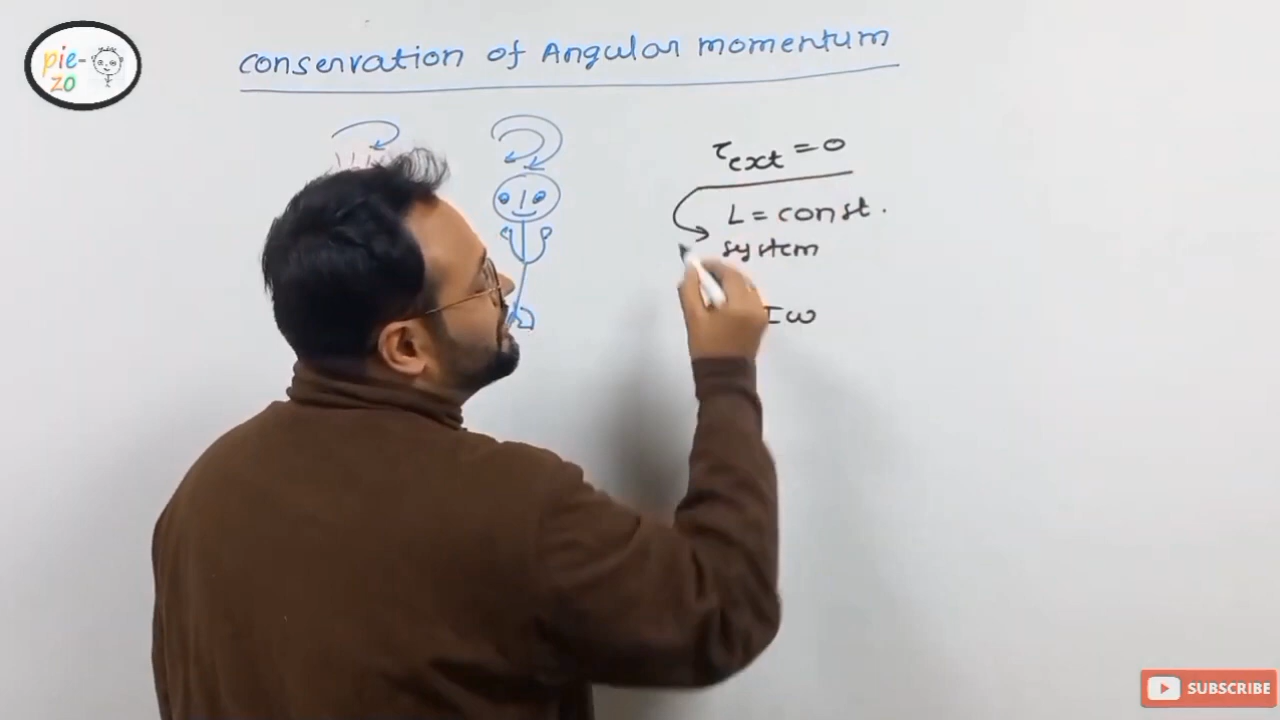 pie-
zo
conservation of Angular momentum
τext = 0
L = const.
system
Iω
SUBSCRIBE